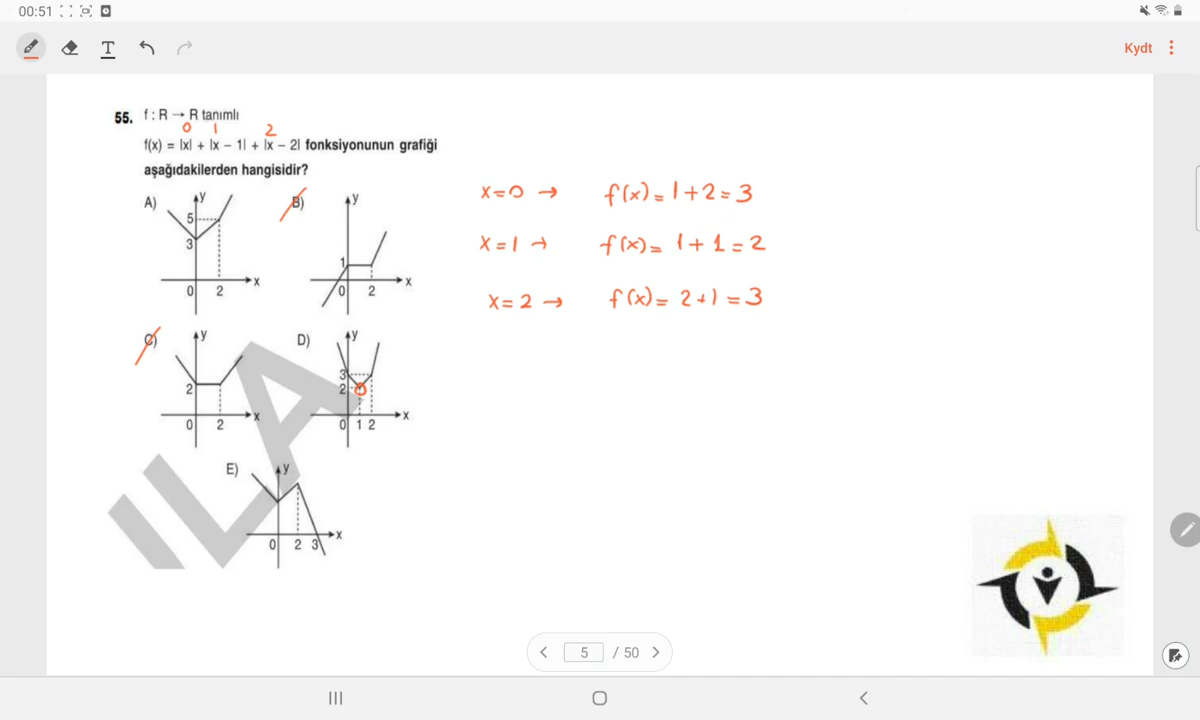 00:51
T
Kydt
55. f : R → R tanımlı
0 1 2
f(x) = |x| + |x – 1| + |x – 2| fonksiyonunun grafiği
aşağıdakilerden hangisidir?
A) y 5 3 0 2 x
B) y 1 0 2 x
C) y 2 0 2 x
D) y 3 2 0 1 2 x
E) y 0 2 3 x
x=0 → f(x)= 1+2=3
x=1 → f(x)= 1+1=2
x=2 → f(x)= 2+1=3
ILA
5 / 50